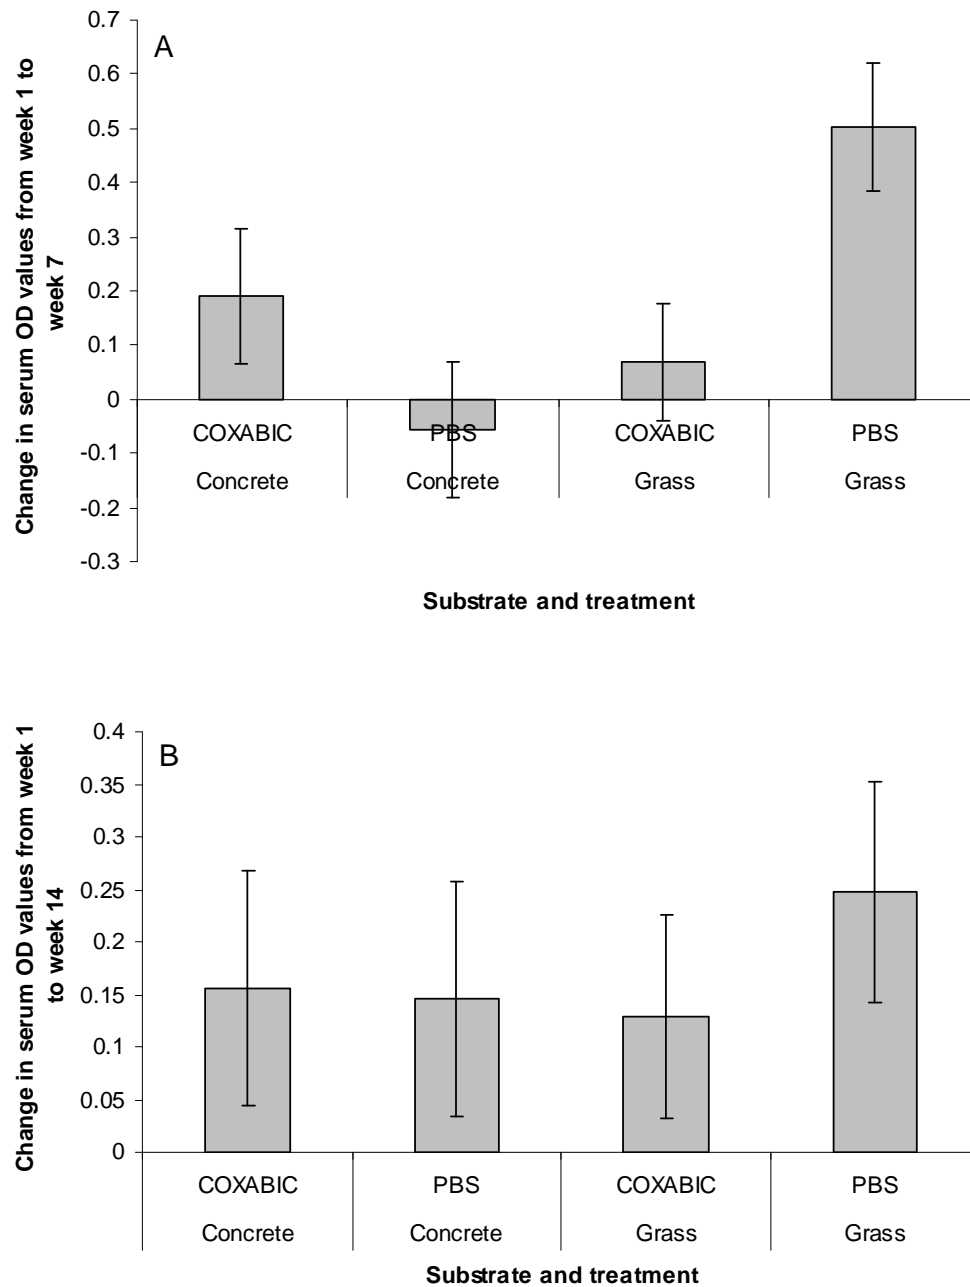 A
Change in serum OD values from week 1 to
week 7
0.7
0.6
0.5
0.4
0.3
0.2
0.1
0
-0.1
-0.2
-0.3
COXABIC PBS COXABIC PBS
Concrete Concrete Grass Grass
Substrate and treatment
B
Change in serum OD values from week 1
to week 14
0.4
0.35
0.3
0.25
0.2
0.15
0.1
0.05
0
COXABIC PBS COXABIC PBS
Concrete Concrete Grass Grass
Substrate and treatment